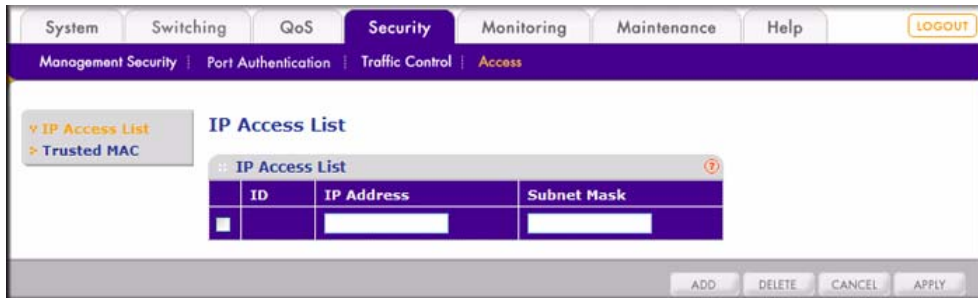 System Switching QoS Security Monitoring Maintenance Help LOGOUT
Management Security Port Authentication Traffic Control Access
IP Access List
Trusted MAC
IP Access List
IP Access List ?
ID IP Address Subnet Mask
ADD DELETE CANCEL APPLY